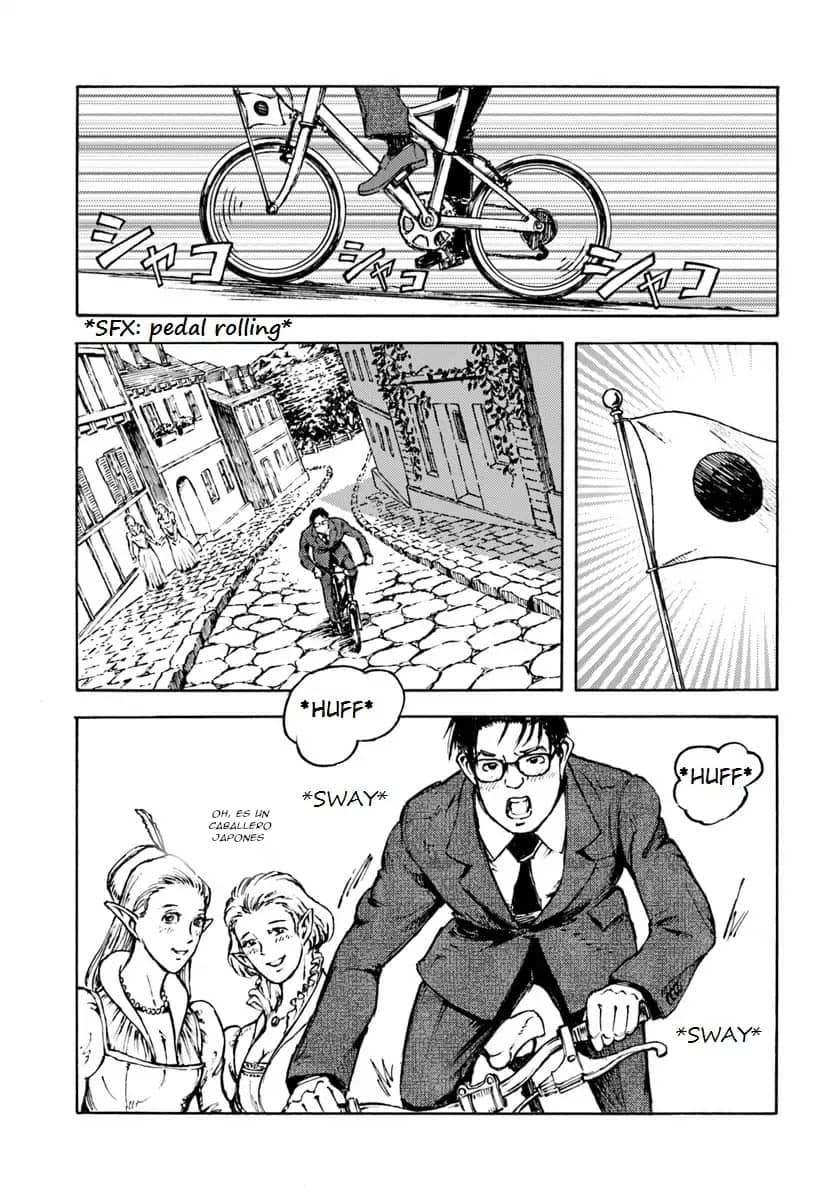 シャコ
シャコ
シャコ
*SFX: pedal rolling*
*HUFF*
*HUFF*
*SWAY*
OH, ES UN
CABALLERO
JAPONES
*SWAY*